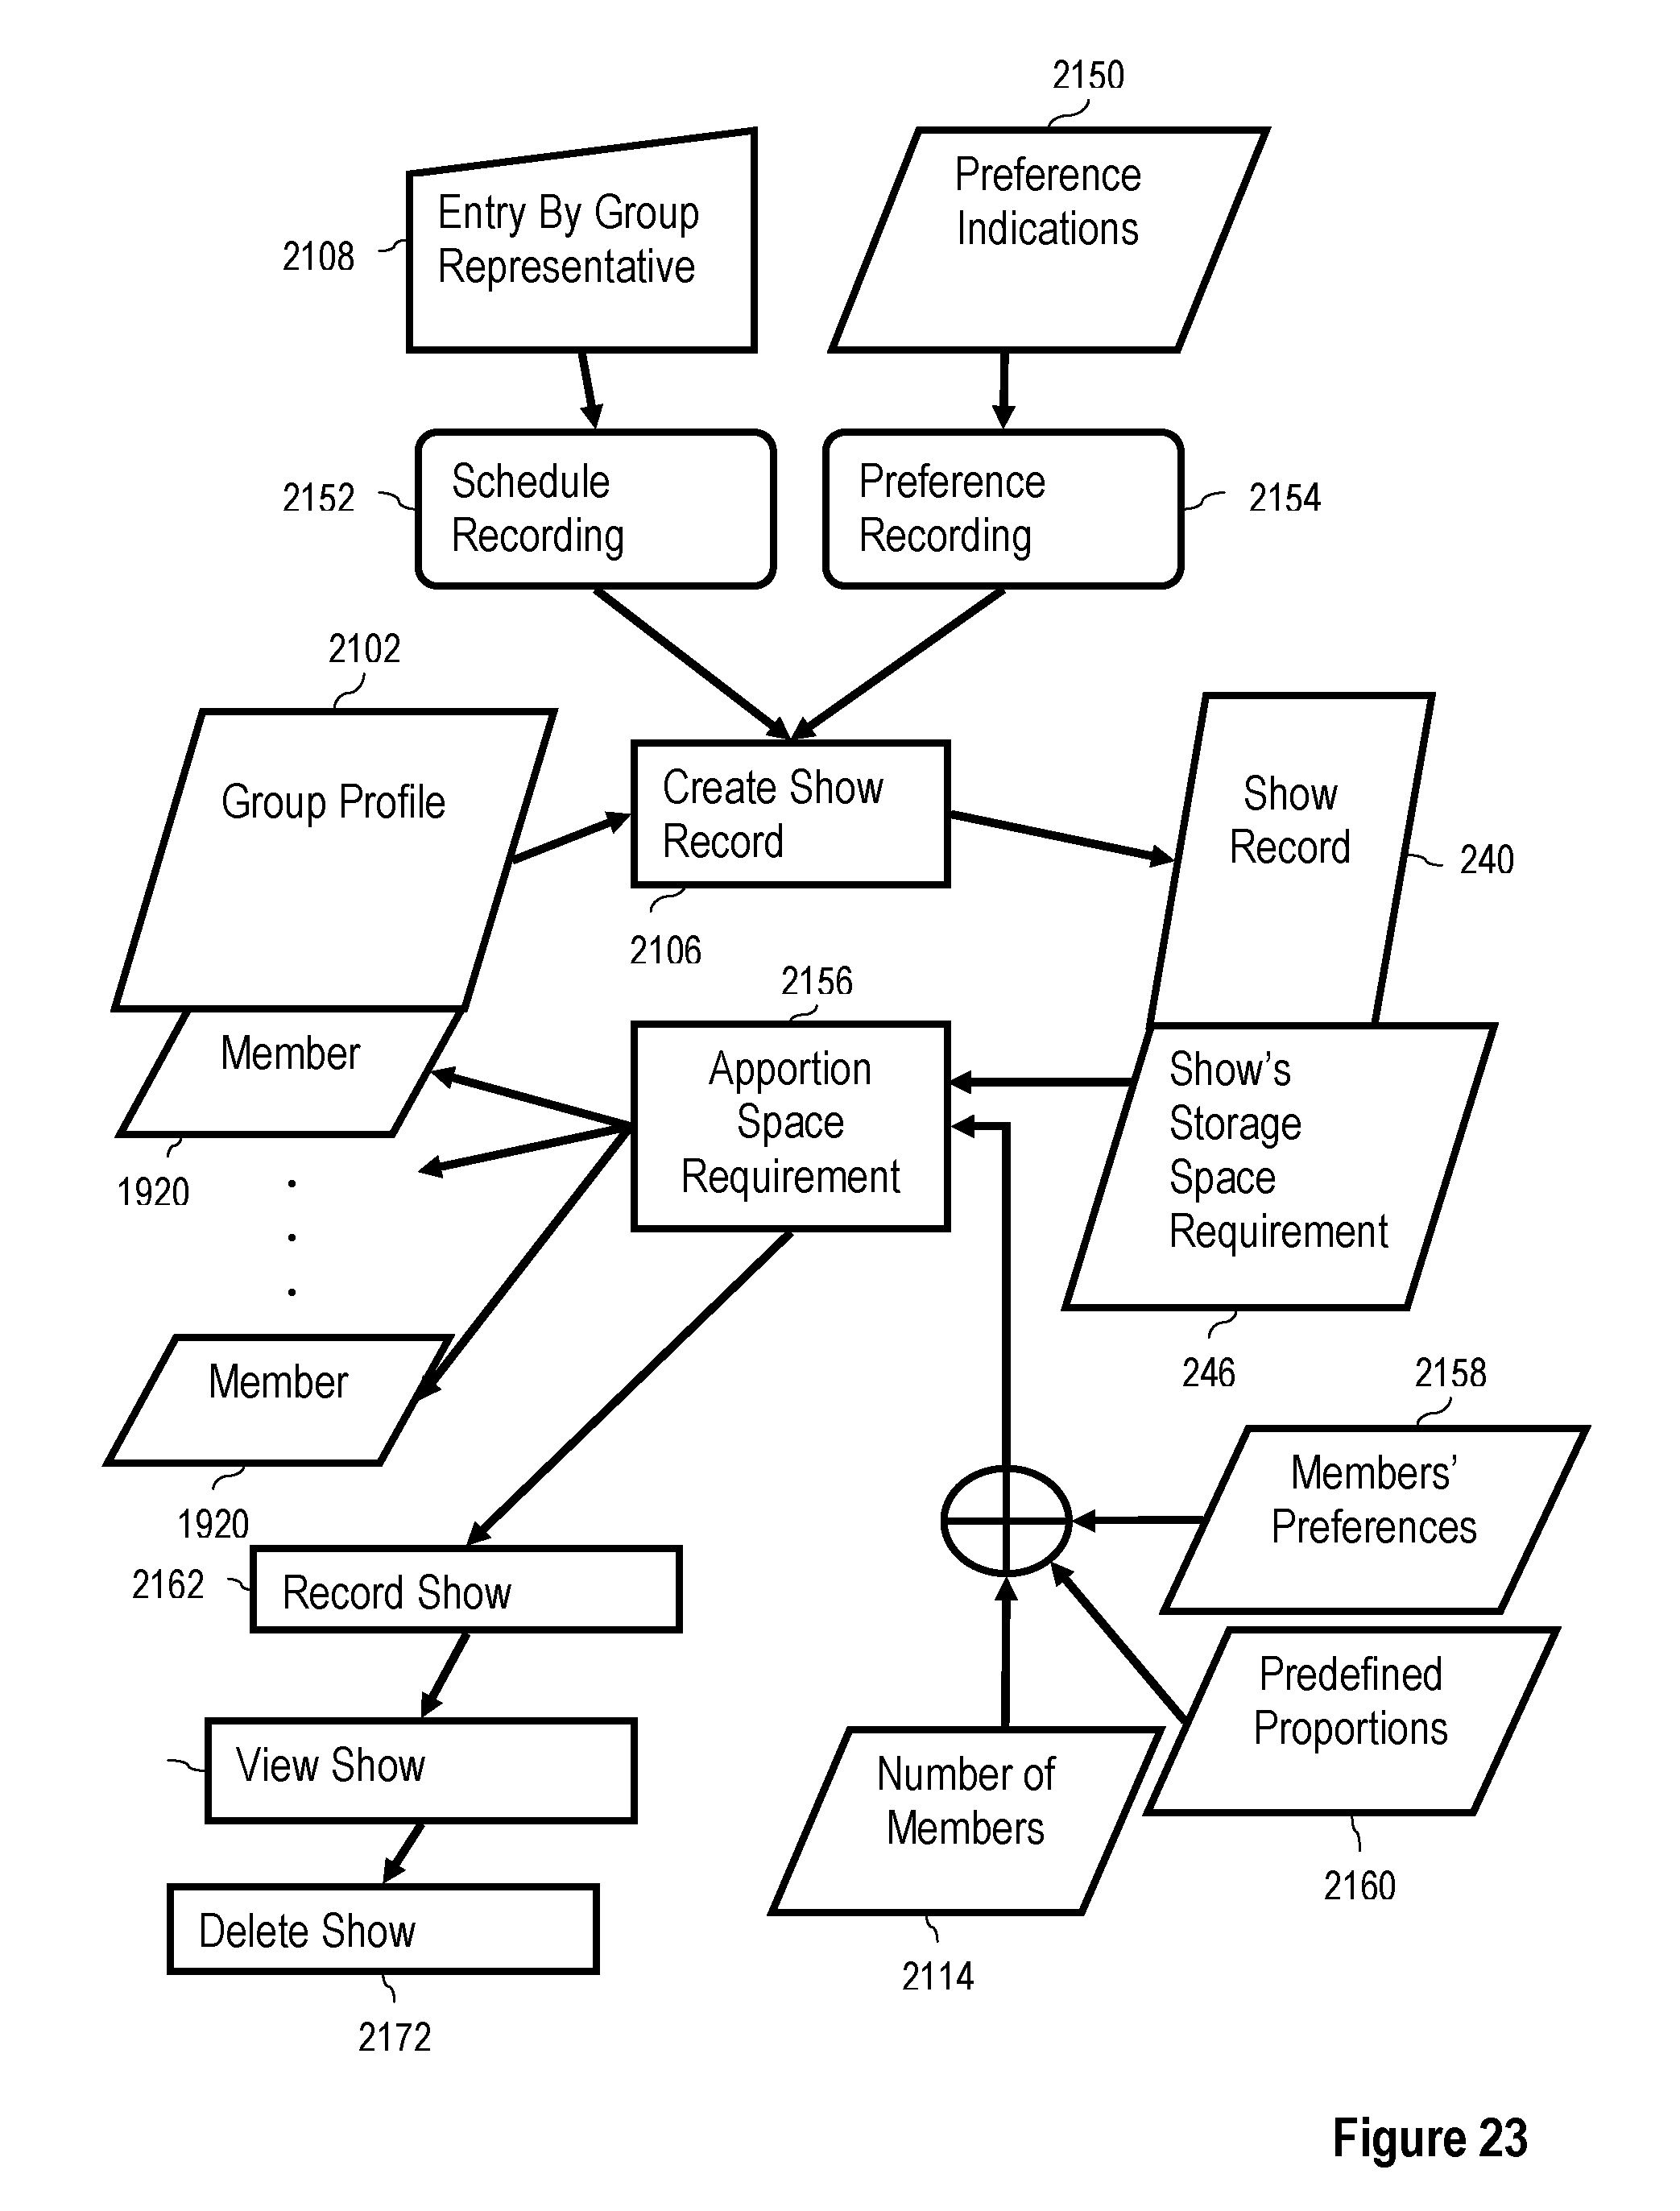 2150
Preference
Indications
Entry By Group
Representative
2108
Schedule
Recording
2152
Preference
Recording
2154
2102
Group Profile
Create Show
Record
2106
Show
Record
240
Member
1920
2156
Apportion
Space
Requirement
Show's
Storage
Space
Requirement
246
.
.
.
Member
1920
2158
Members'
Preferences
2162
Record Show
Predefined
Proportions
2160
View Show
Number of
Members
2114
Delete Show
2172
Figure 23